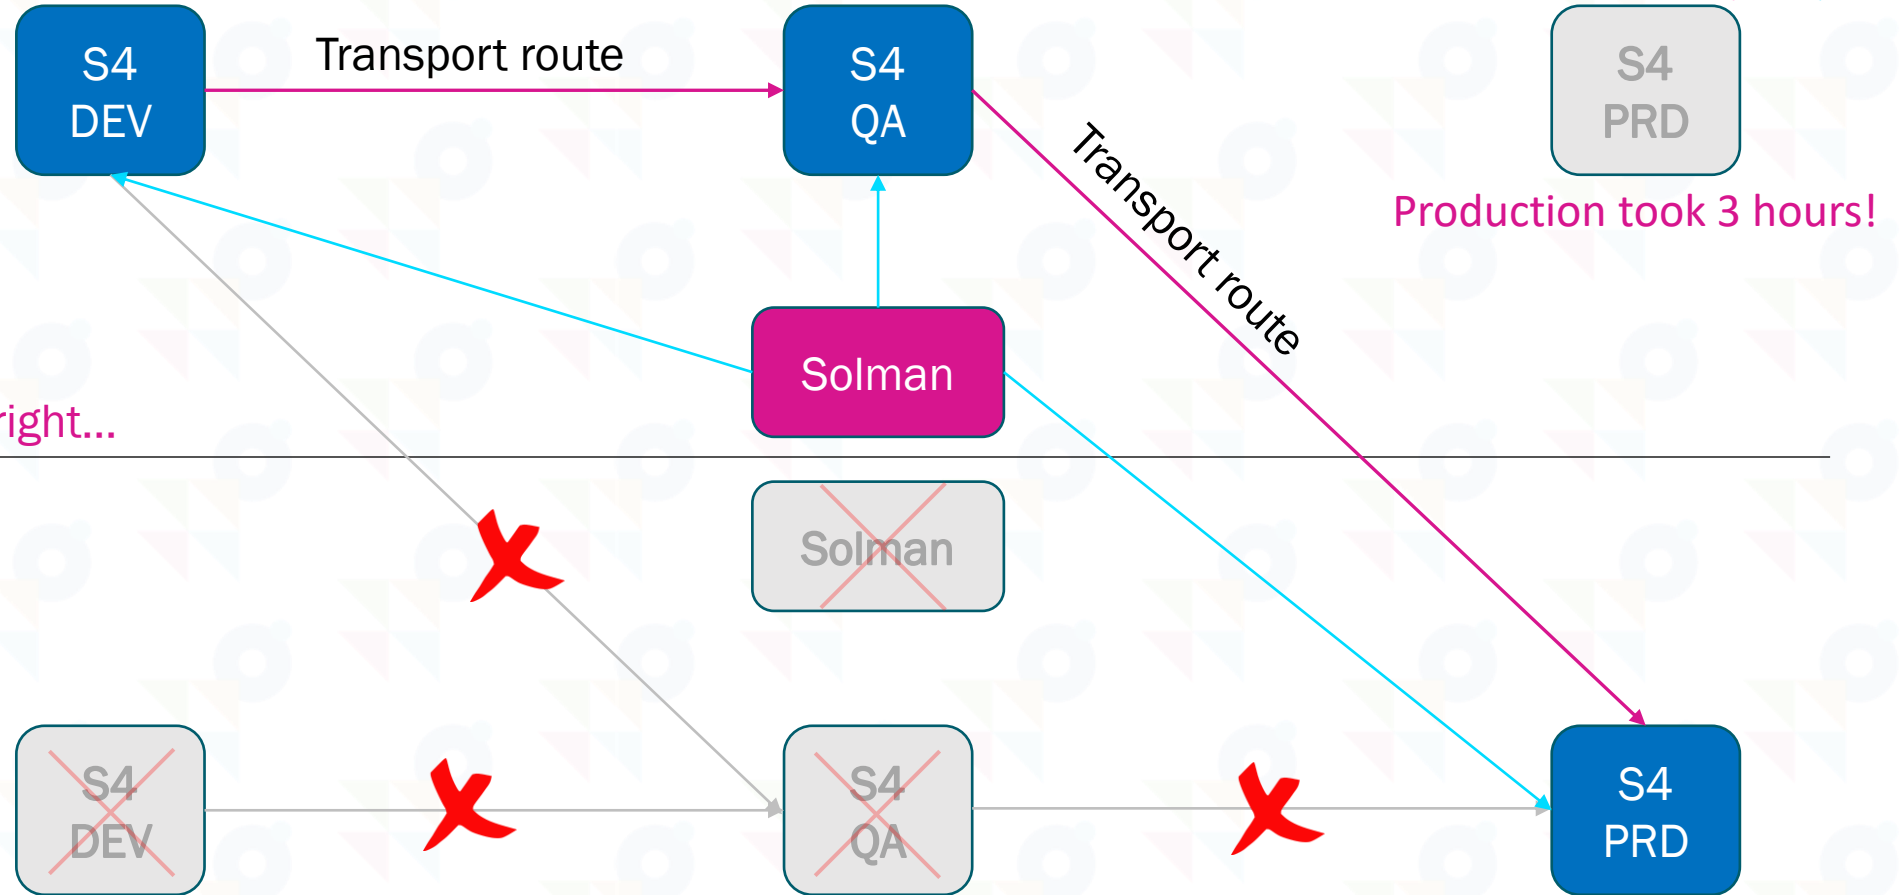 S4
DEV
Transport route
S4
QA
S4
PRD
Production took 3 hours!
Transport route
Solman
right...
Solman
S4
DEV
S4
QA
S4
PRD